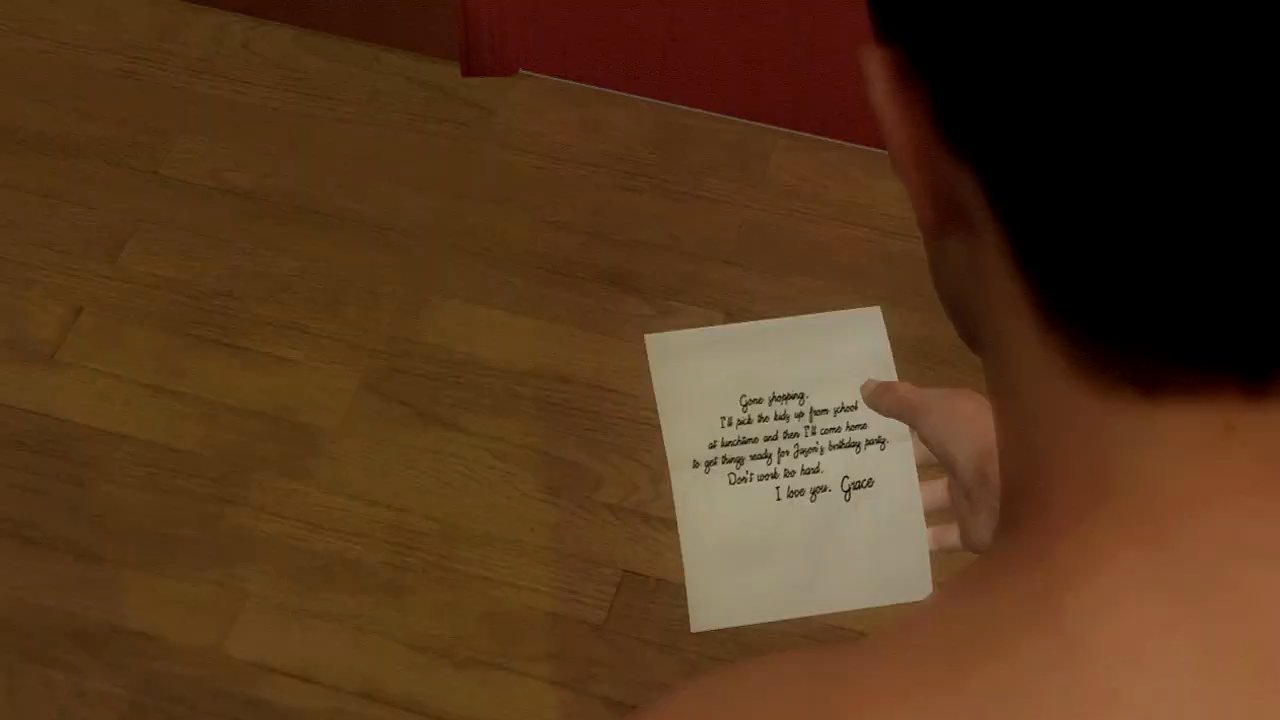 Gone shopping.
I'll pick the kids up from school
at lunchtime and then I'll come home
to get things ready for Jason's birthday party.
Don't work too hard.
I love you. Grace